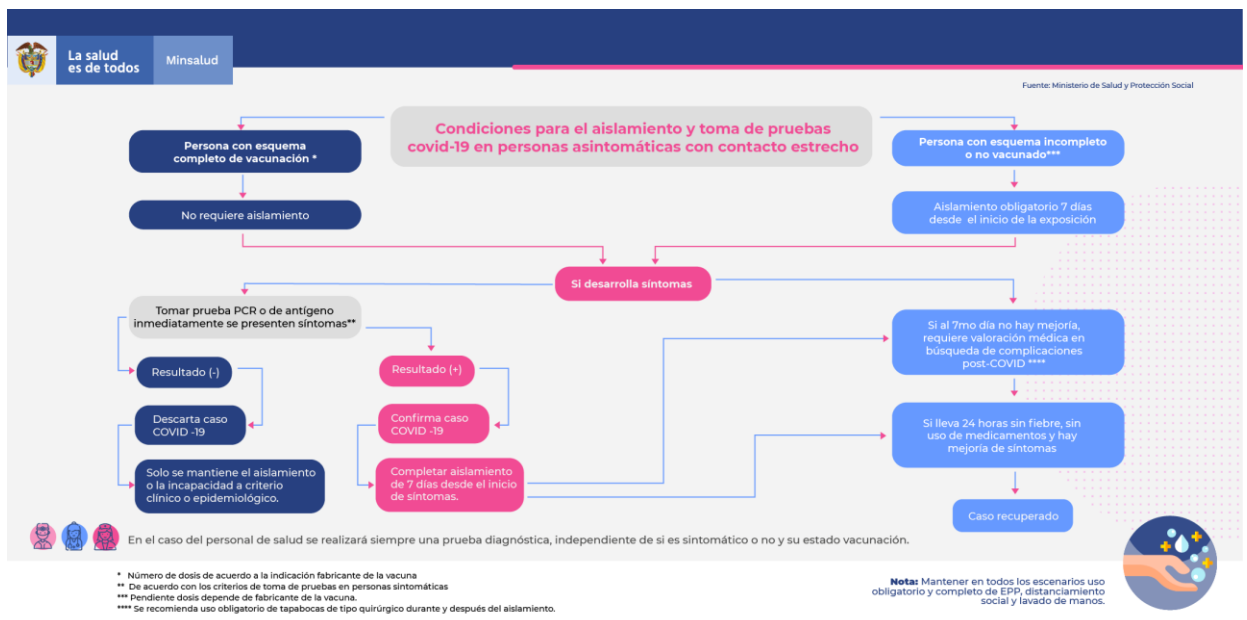 La salud
es de todos
Minsalud
Fuente: Ministerio de Salud y Protección Social
Condiciones para el aislamiento y toma de pruebas
covid-19 en personas asintomáticas con contacto estrecho
Persona con esquema
completo de vacunación *
Persona con esquema incompleto
o no vacunado***
No requiere aislamiento
Aislamiento obligatorio 7 días
desde el inicio de la exposición
Si desarrolla síntomas
Tomar prueba PCR o de antígeno
inmediatamente se presenten síntomas**
Si al 7mo día no hay mejoría,
requiere valoración médica en
búsqueda de complicaciones
post-COVID ****
Resultado (-)
Resultado (+)
Descarta caso
COVID -19
Confirma caso
COVID -19
Si lleva 24 horas sin fiebre, sin
uso de medicamentos y hay
mejoría de síntomas
Solo se mantiene el aislamiento
o la incapacidad a criterio
clínico o epidemiológico.
Completar aislamiento
de 7 días desde el inicio
de síntomas.
Caso recuperado
En el caso del personal de salud se realizará siempre una prueba diagnóstica, independiente de si es sintomático o no y su estado vacunación.
* Número de dosis de acuerdo a la indicación fabricante de la vacuna
** De acuerdo con los criterios de toma de pruebas en personas sintomáticas
*** Pendiente dosis depende de fabricante de la vacuna.
**** Se recomienda uso obligatorio de tapabocas de tipo quirúrgico durante y después del aislamiento.
Nota: Mantener en todos los escenarios uso
obligatorio y completo de EPP, distanciamiento
social y lavado de manos.